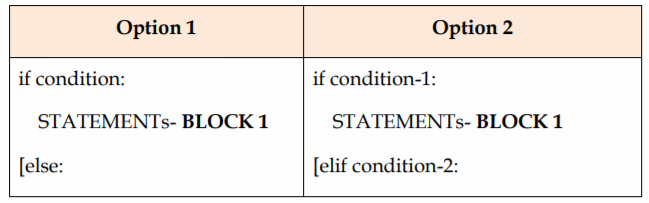 Option 1
Option 2
if condition:
STATEMENTs- BLOCK 1
[else:
if condition-1:
STATEMENTs- BLOCK 1
[elif condition-2: